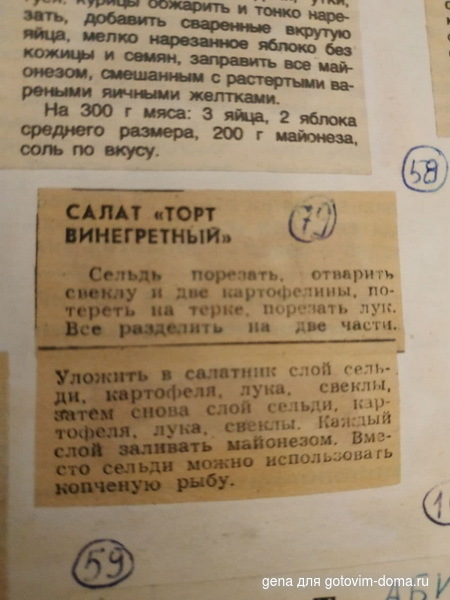 курицы обжарить и тонко наре-
зать, добавить сваренные вкрутую
яйца, мелко нарезанное яблоко без
кожицы и семян, заправить все май-
онезом, смешанным с растертыми ва-
реными яичными желтками.
На 300 г мяса: 3 яйца, 2 яблока
среднего размера, 200 г майонеза,
соль по вкусу.
58
САЛАТ «ТОРТ
ВИНЕГРЕТНЫЙ»
79
Сельдь порезать, отварить
свеклу и две картофелины, по-
тереть на терке, порезать лук.
Все разделить на две части.
Уложить в салатник слой сель-
ди, картофеля, лука, свеклы,
затем снова слой сельди, кар-
тофеля, лука, свеклы. Каждый
слой заливать майонезом. Вме-
сто сельди можно использовать
копченую рыбу.
59
gena для gotovim-doma.ru